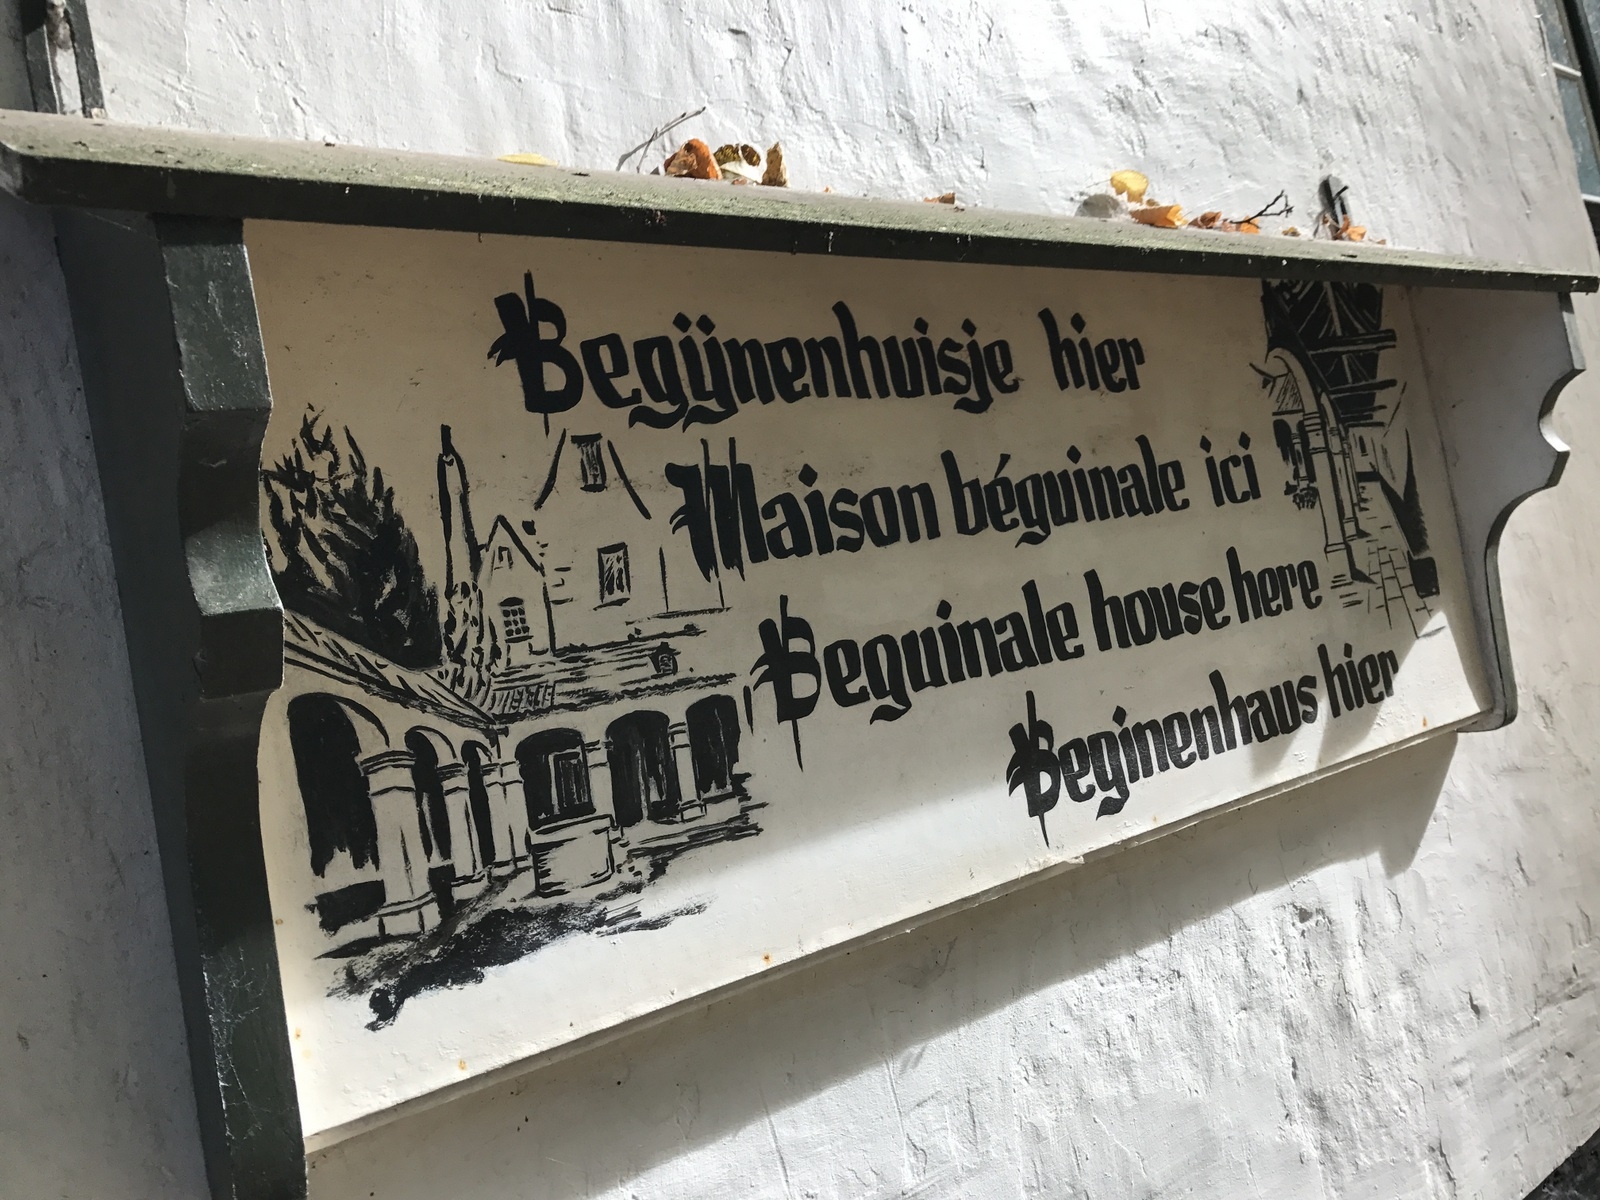 Begijnenhuisje hier
Maison béguinale ici
Beguinale house here
Beginenhaus hier